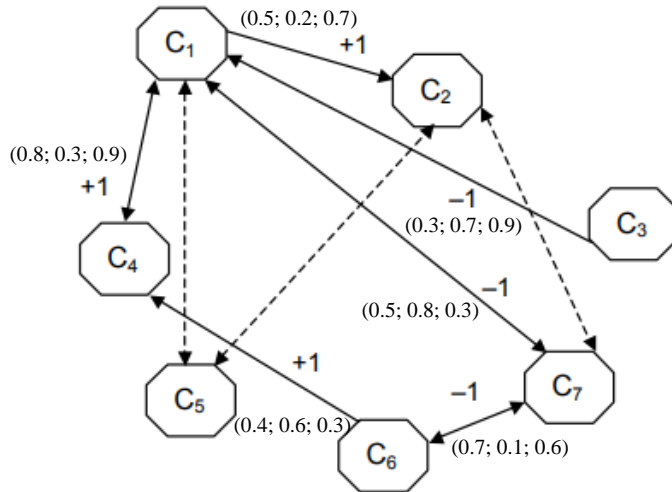 (0.5; 0.2; 0.7)
+1
C₁
C₂
(0.8; 0.3; 0.9)
+1
–1
(0.3; 0.7; 0.9)
C₃
C₄
–1
(0.5; 0.8; 0.3)
+1
–1
C₅
C₇
(0.4; 0.6; 0.3)
C₆
(0.7; 0.1; 0.6)